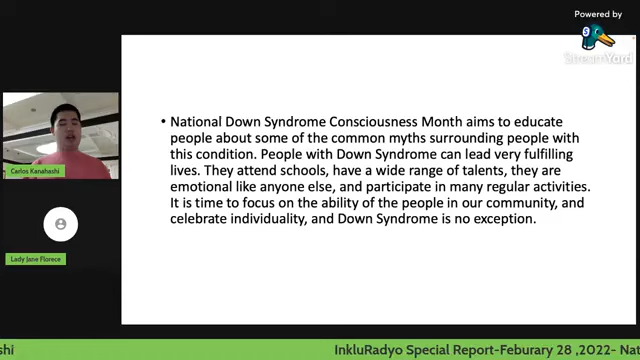 Powered by
StreamYard
• National Down Syndrome Consciousness Month aims to educate
people about some of the common myths surrounding people with
this condition. People with Down Syndrome can lead very fulfilling
lives. They attend schools, have a wide range of talents, they are
emotional like anyone else, and participate in many regular activities.
It is time to focus on the ability of the people in our community, and
celebrate individuality, and Down Syndrome is no exception.
Carlos Kanahashi
Lady Jane Florece
shi
InkluRadyo Special Report-Feburary 28 ,2022- Nat